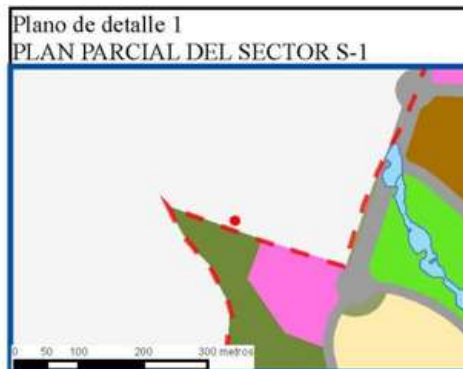 Plano de detalle 1
PLAN PARCIAL DEL SECTOR S-1
0 50 100 200 300 metros